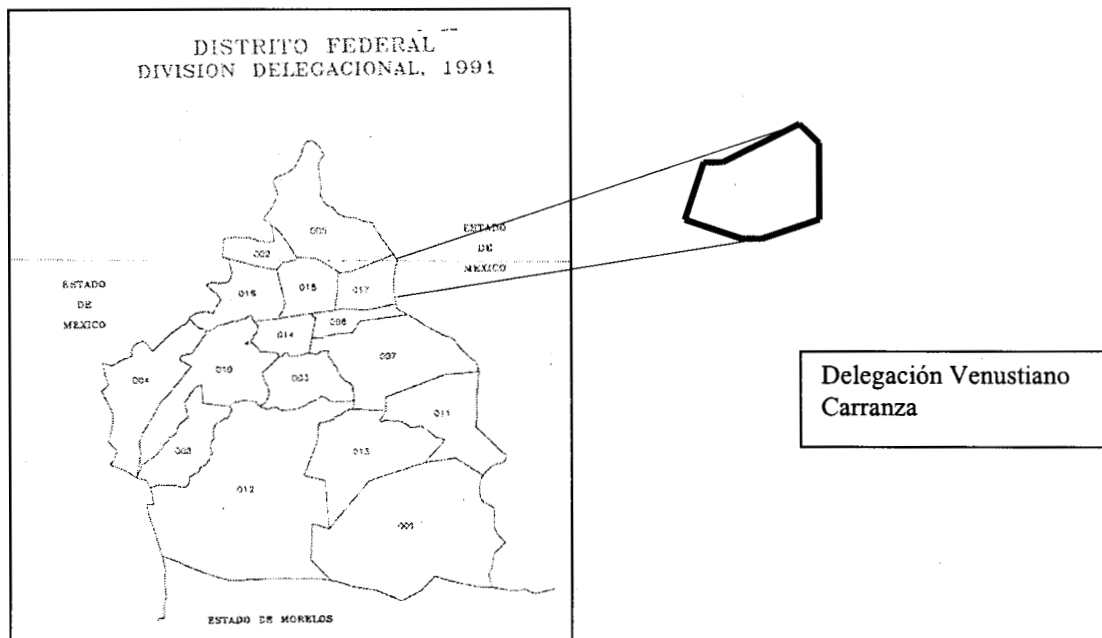 DISTRITO FEDERAL
DIVISION DELEGACIONAL, 1991
005
ESTADO
DE
MEXICO
002
ESTADO
DE
MEXICO
016
015
017
006
014
007
004
010
003
011
013
012
009
ESTADO DE MORELOS
Delegación Venustiano
Carranza